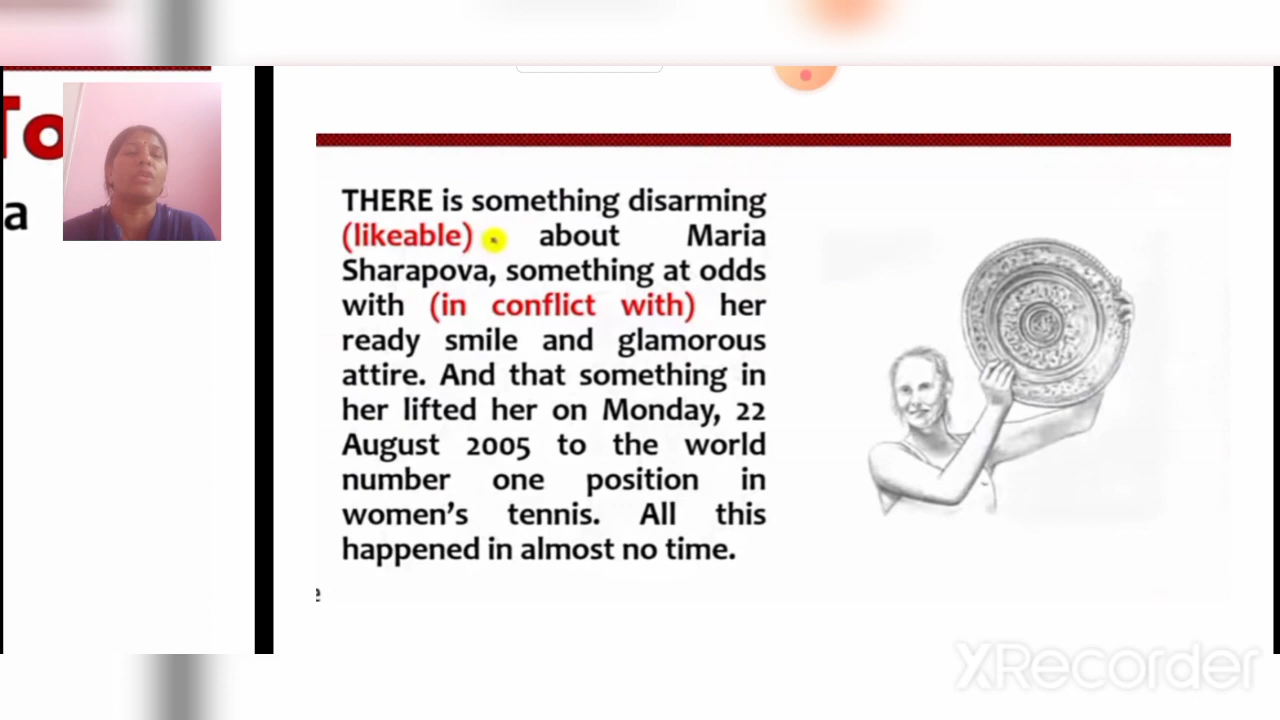 To
a
THERE is something disarming
(likeable) about Maria
Sharapova, something at odds
with (in conflict with) her
ready smile and glamorous
attire. And that something in
her lifted her on Monday, 22
August 2005 to the world
number one position in
women's tennis. All this
happened in almost no time.
e
XRecorder